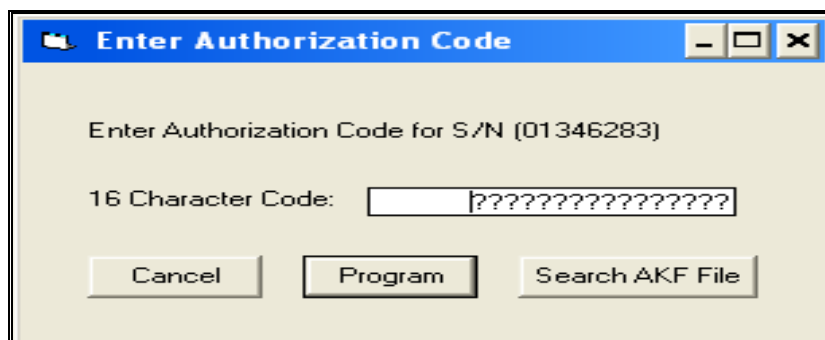 Enter Authorization Code
Enter Authorization Code for S/N (01346283)
16 Character Code: ????????????????
Cancel Program Search AKF File